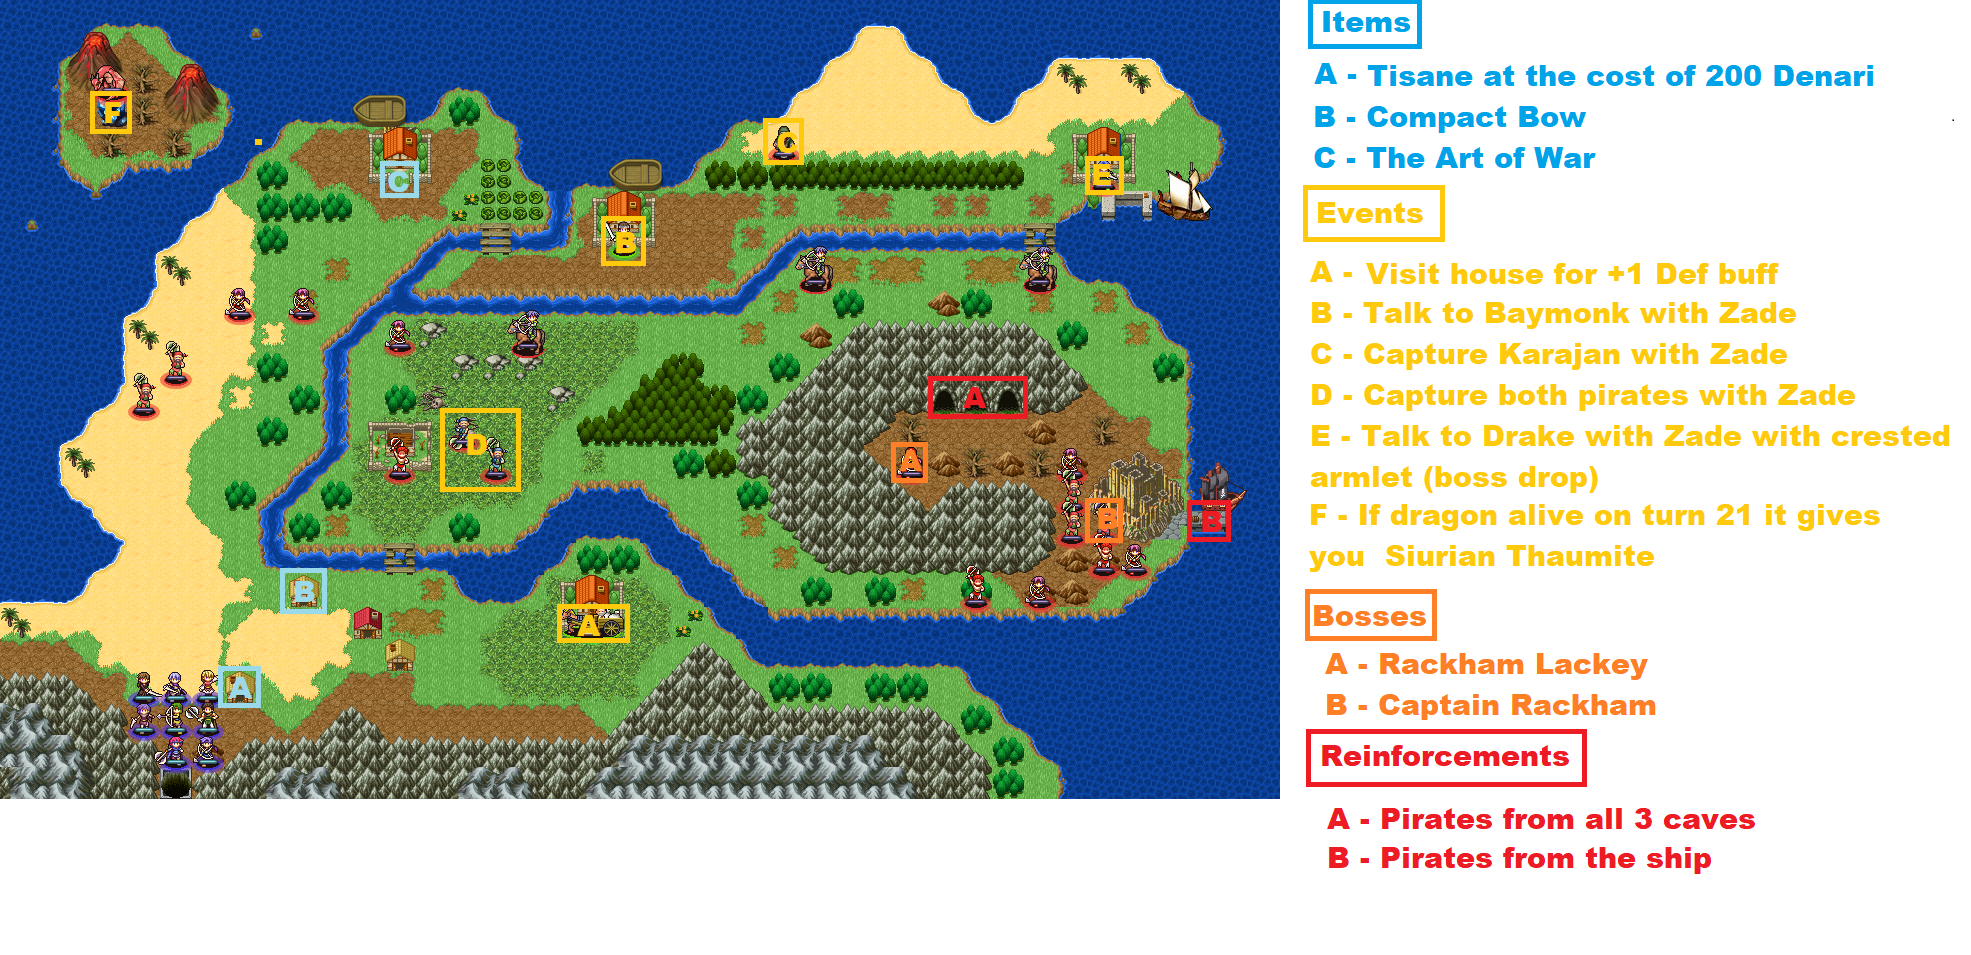 Items
A - Tisane at the cost of 200 Denari
B - Compact Bow
C - The Art of War
Events
A - Visit house for +1 Def buff
B - Talk to Baymonk with Zade
C - Capture Karajan with Zade
D - Capture both pirates with Zade
E - Talk to Drake with Zade with crested
armlet (boss drop)
F - If dragon alive on turn 21 it gives
you Siurian Thaumite
Bosses
A - Rackham Lackey
B - Captain Rackham
Reinforcements
A - Pirates from all 3 caves
B - Pirates from the ship
F
C
E
C
B
A
D
A
B
B
B
A
A